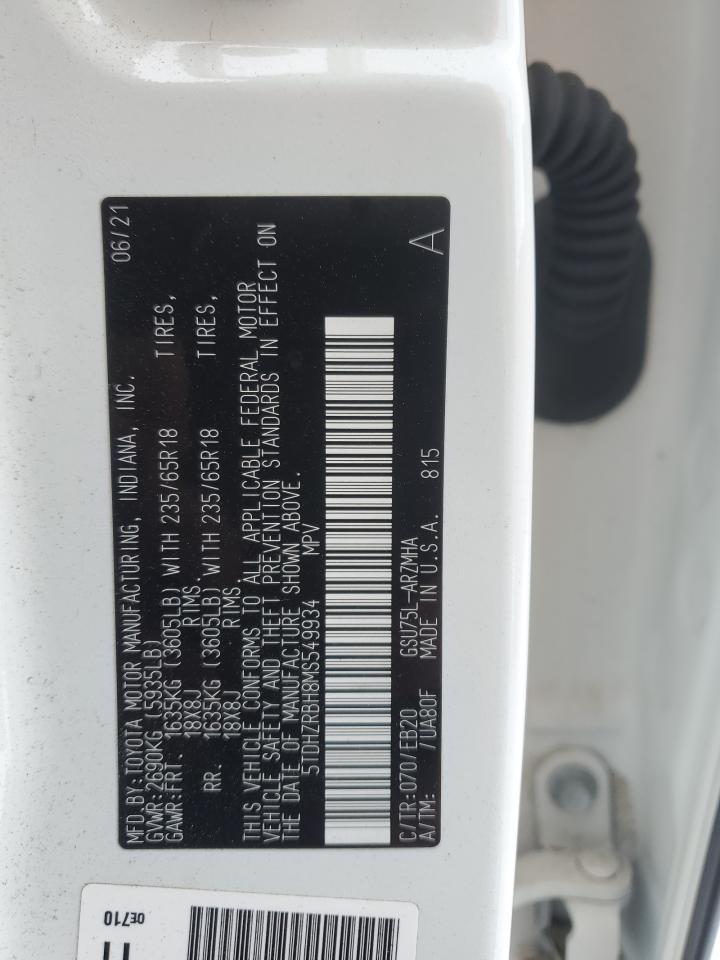 MFD.BY:TOYOTA MOTOR MANUFACTURING, INDIANA, INC. 06/21
GVWR:2690KG (5935LB)
GAWR:FRT. 1635KG (3605LB) WITH 235/65R18 TIRES,
18X8J RIMS.
RR. 1635KG (3605LB) WITH 235/65R18 TIRES,
18X8J RIMS.
THIS VEHICLE CONFORMS TO ALL APPLICABLE FEDERAL MOTOR
VEHICLE SAFETY AND THEFT PREVENTION STANDARDS IN EFFECT ON
THE DATE OF MANUFACTURE SHOWN ABOVE.
5TDHZRBH8MS549934 MPV
C/TR:070/EB20 GSU75L-ARZMHA A
A/TM: /UA80F MADE IN U.S.A. 815
0E710